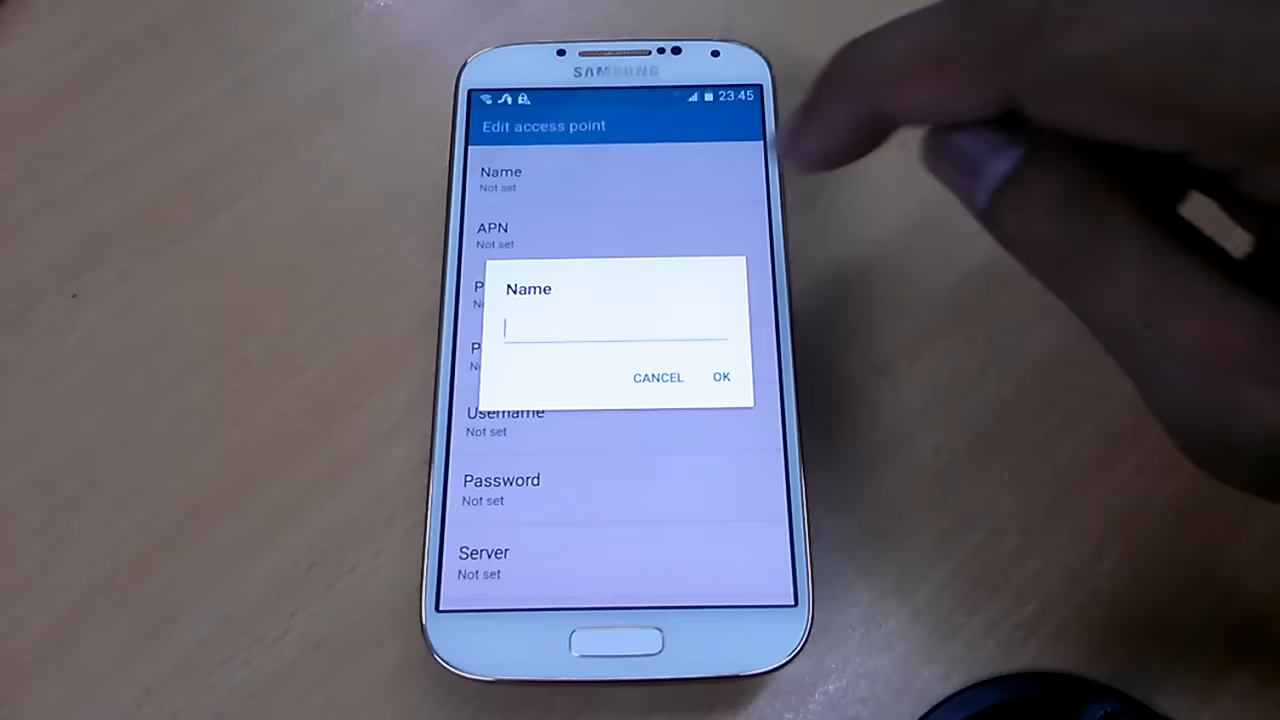 SAMSUNG
23:45
Edit access point
Name
Not set
APN
Not set
Name
CANCEL OK
Username
Not set
Password
Not set
Server
Not set